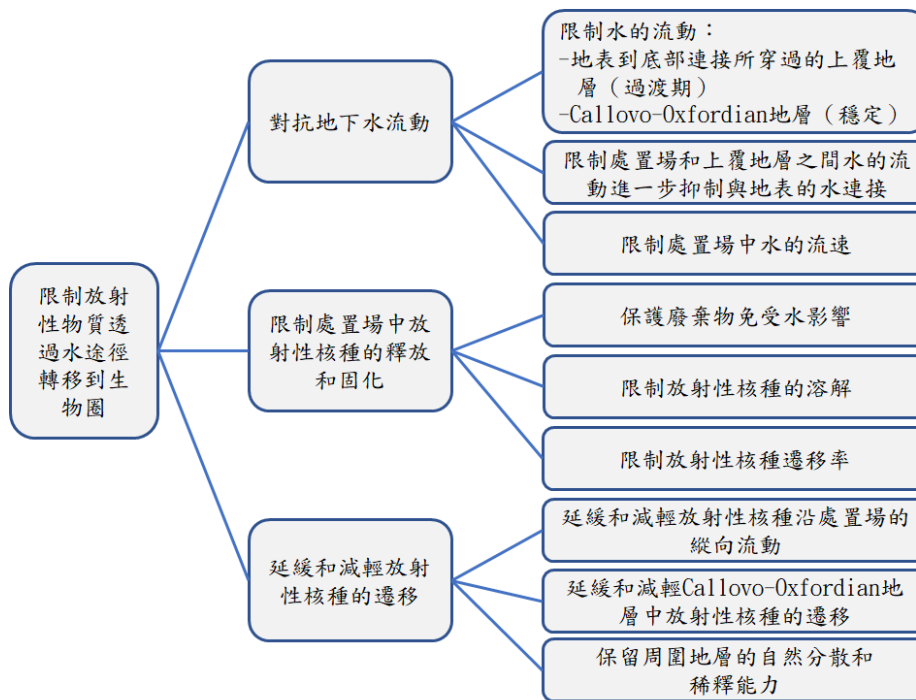 限制放射
性物質透
過水途徑
轉移到生
物圈
對抗地下水流動
限制水的流動：
-地表到底部連接所穿過的上覆地
層（過渡期）
-Callovo-Oxfordian地層（穩定）
限制處置場和上覆地層之間水的流
動進一步抑制與地表的水連接
限制處置場中水的流速
限制處置場中放
射性核種的釋放
和固化
保護廢棄物免受水影響
限制放射性核種的溶解
限制放射性核種遷移率
延緩和減輕放射
性核種的遷移
延緩和減輕放射性核種沿處置場的
縱向流動
延緩和減輕Callovo-Oxfordian地
層中放射性核種的遷移
保留周圍地層的自然分散和
稀釋能力